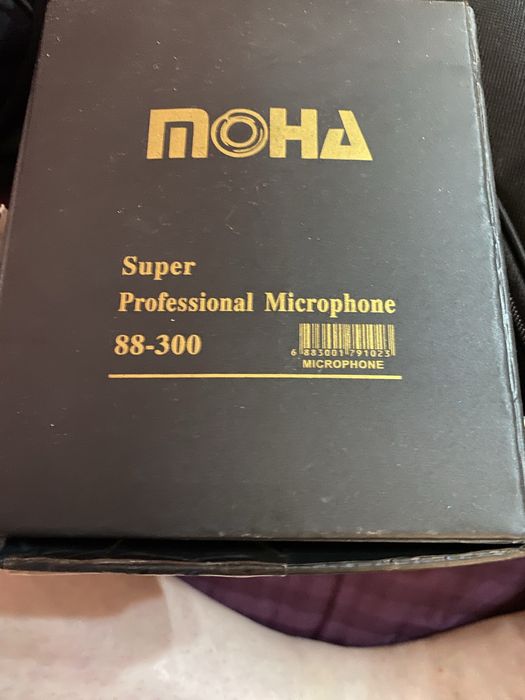 MOHA
Super
Professional Microphone
88-300
6 883001 791023
MICROPHONE